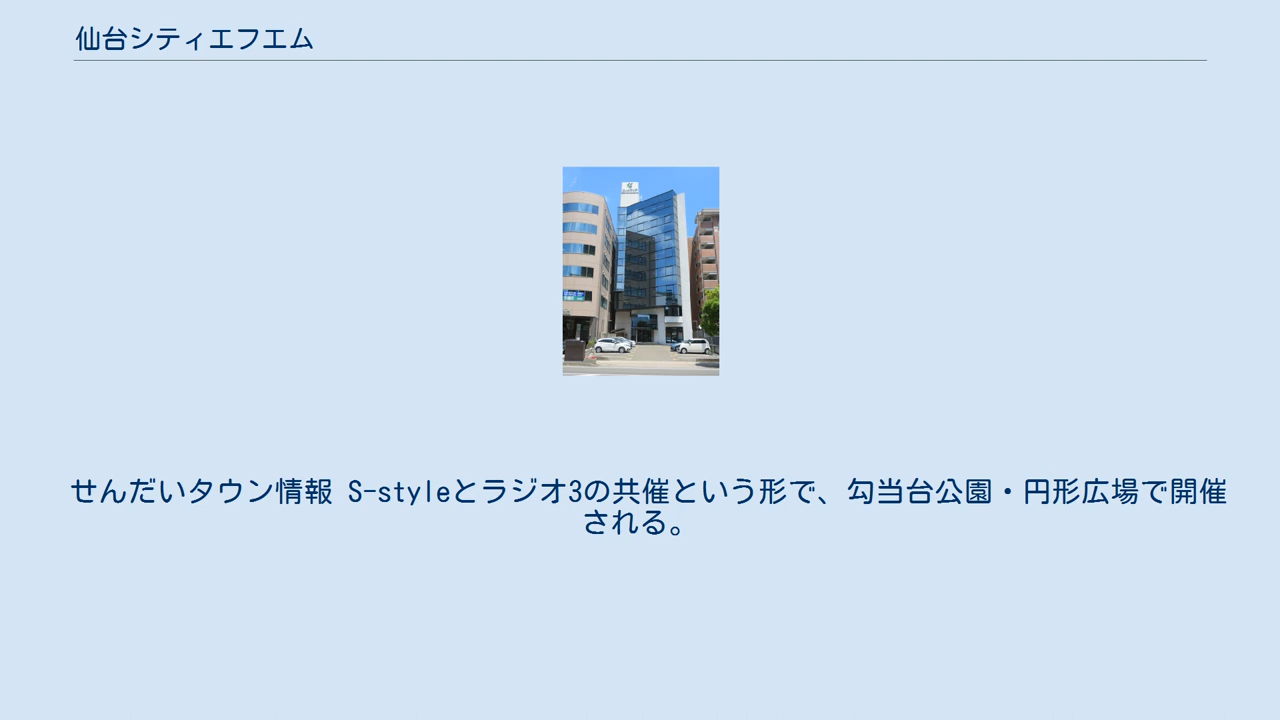 仙台シティエフエム
せんだいタウン情報 S-styleとラジオ3の共催という形で、勾当台公園・円形広場で開催
される。